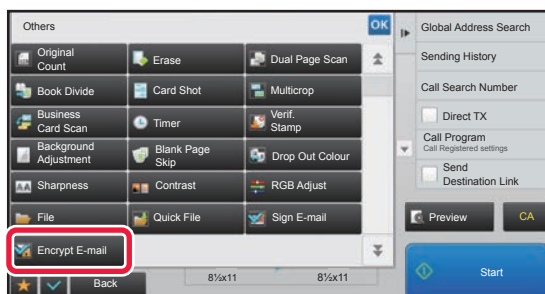 Others
OK
Original
Count
Erase
Dual Page Scan
Book Divide
Card Shot
Multicrop
Business
Card Scan
Timer
Verif.
Stamp
Background
Adjustment
Blank Page
Skip
Drop Out Colour
Sharpness
Contrast
RGB Adjust
File
Quick File
Sign E-mail
Encrypt E-mail
Back
8½x11
8½x11
Global Address Search
Sending History
Call Search Number
Direct TX
Call Program
Call Registered settings
Send
Destination Link
Preview
CA
Start